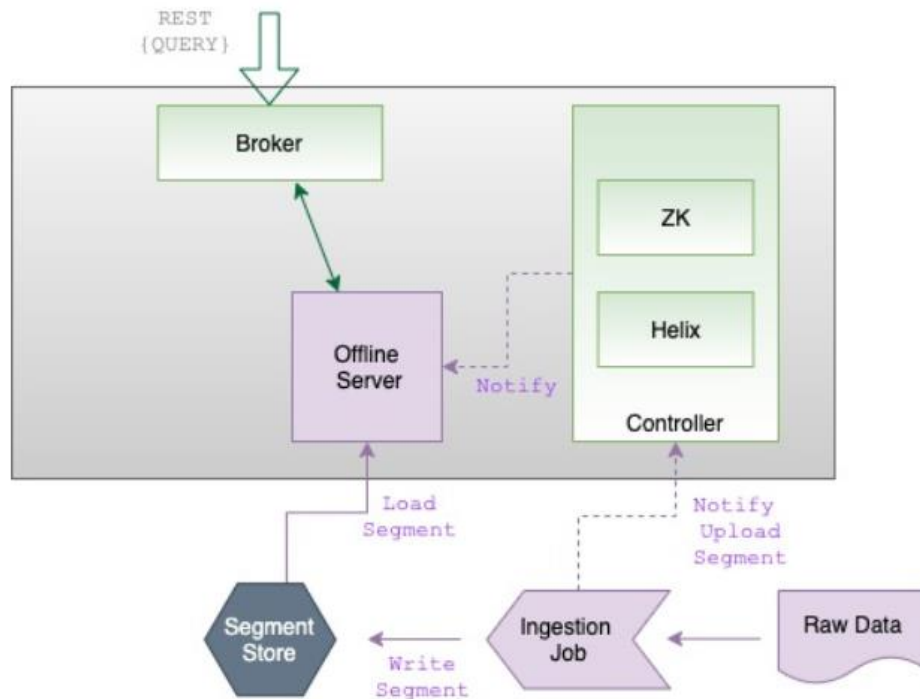 REST
{QUERY}
Broker
ZK
Helix
Controller
Offline
Server
Notify
Load
Segment
Notify
Upload
Segment
Segment
Store
Write
Segment
Ingestion
Job
Raw Data